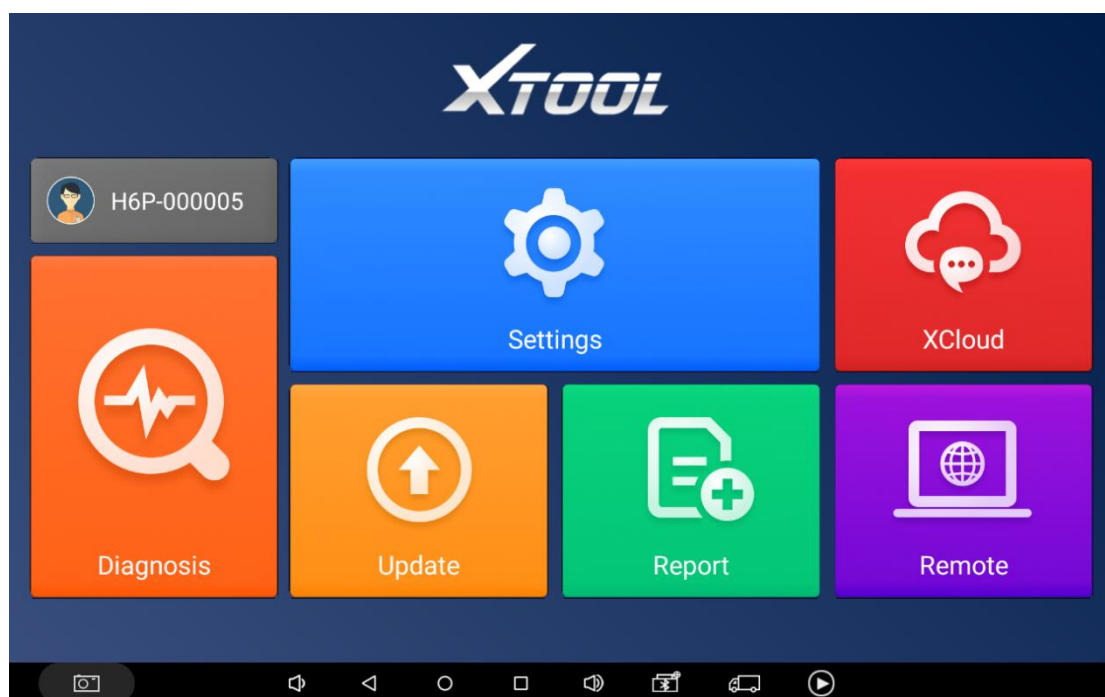 XTOOL
H6P-000005
Settings
XCloud
Diagnosis
Update
Report
Remote